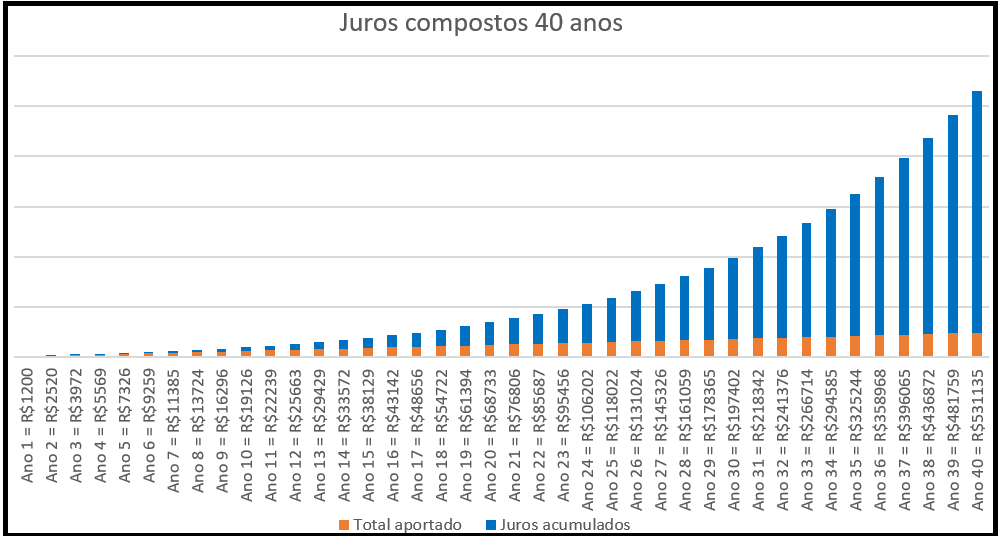 Juros compostos 40 anos
Ano 1 = R$1200
Ano 2 = R$2520
Ano 3 = R$3972
Ano 4 = R$5569
Ano 5 = R$7326
Ano 6 = R$9259
Ano 7 = R$11385
Ano 8 = R$13724
Ano 9 = R$16296
Ano 10 = R$19126
Ano 11 = R$22239
Ano 12 = R$25663
Ano 13 = R$29429
Ano 14 = R$33572
Ano 15 = R$38129
Ano 16 = R$43142
Ano 17 = R$48656
Ano 18 = R$54722
Ano 19 = R$61394
Ano 20 = R$68733
Ano 21 = R$76806
Ano 22 = R$85687
Ano 23 = R$95456
Ano 24 = R$106202
Ano 25 = R$118022
Ano 26 = R$131024
Ano 27 = R$145326
Ano 28 = R$161059
Ano 29 = R$178365
Ano 30 = R$197402
Ano 31 = R$218342
Ano 32 = R$241376
Ano 33 = R$266714
Ano 34 = R$294585
Ano 35 = R$325244
Ano 36 = R$358968
Ano 37 = R$396065
Ano 38 = R$436872
Ano 39 = R$481759
Ano 40 = R$531135
Total aportado
Juros acumulados